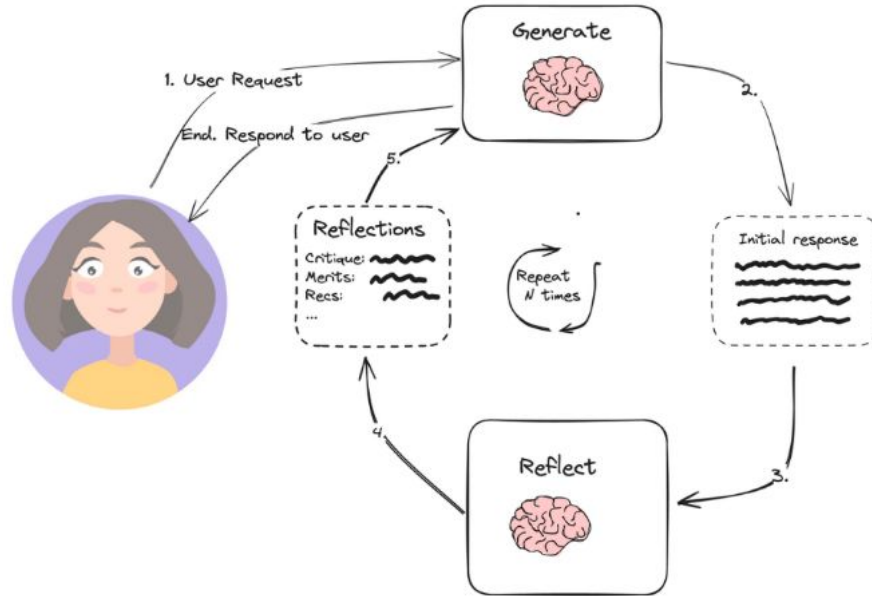 Generate
1. User Request
2.
End. Respond to user
5.
Reflections
Critique:
Merits:
Recs:
...
Repeat
N times
Initial response
4.
Reflect
3.